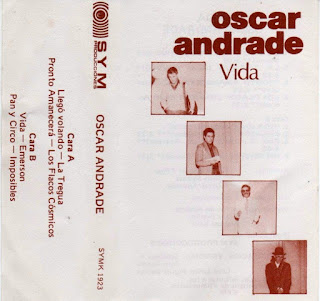 oscar
andrade
Vida
SYM
PRODUCCIONES
OSCAR ANDRADE
SYMK 1923
Cara A
Llegó volando — La Tregua
Pronto Amanecerá — Los Flacos Cósmicos
Cara B
Vida — Emerson
Pan y Circo — Imposibles